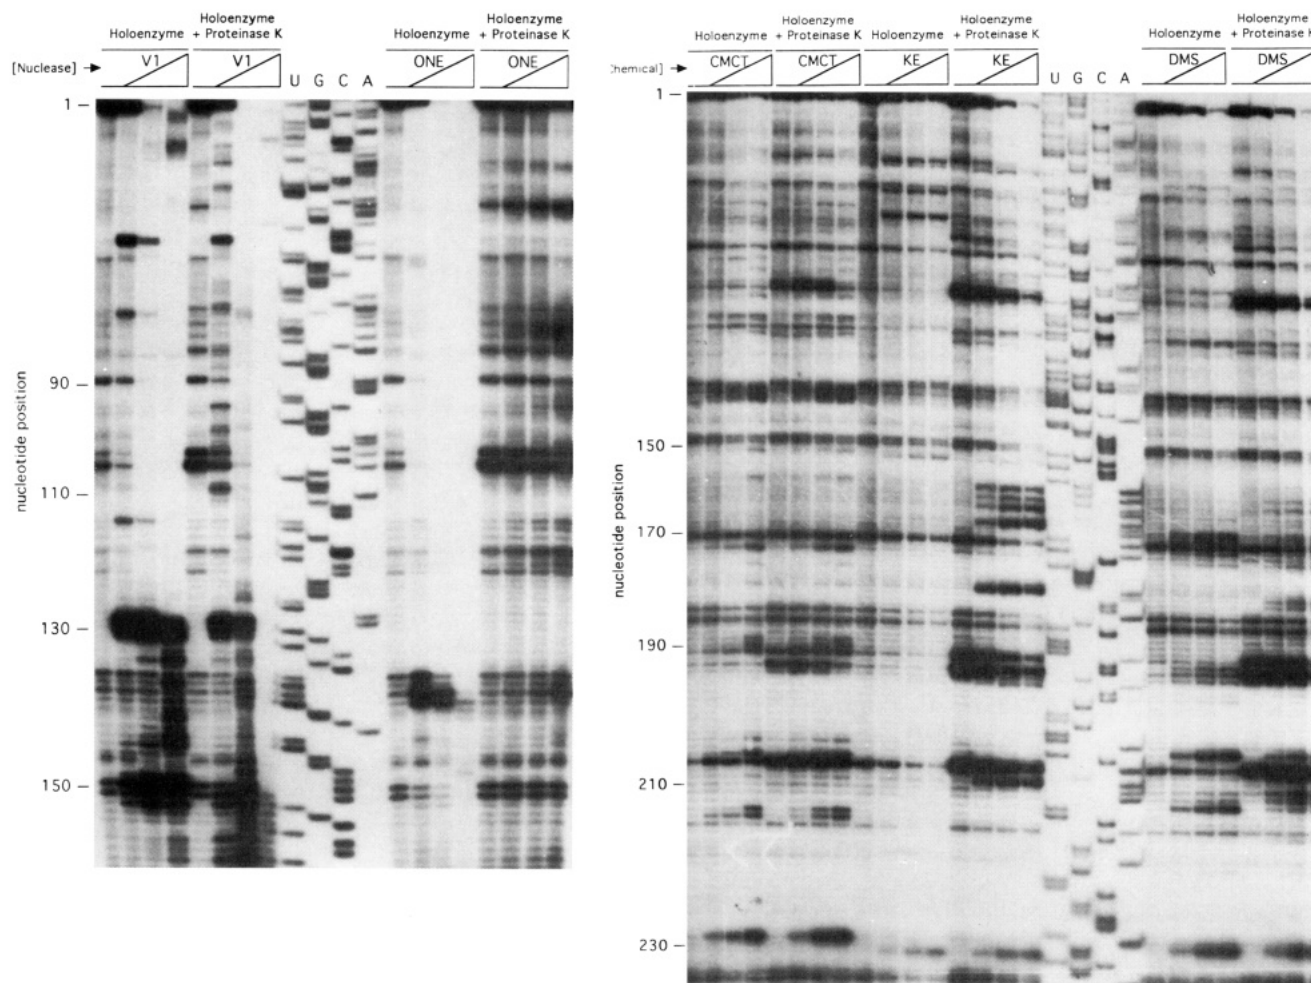 Holoenzyme
Holoenzyme
+ Proteinase K
Holoenzyme
Holoenzyme
+ Proteinase K
[Nuclease]
V1
V1
U G C A
ONE
ONE
1
90
110
130
150
nucleotide position
Holoenzyme
Holoenzyme
+ Proteinase K
Holoenzyme
Holoenzyme
+ Proteinase K
Holoenzyme
Holoenzyme
+ Proteinase K
hemical]
CMCT
CMCT
KE
KE
U G C A
DMS
DMS
1
150
170
190
210
230
nucleotide position